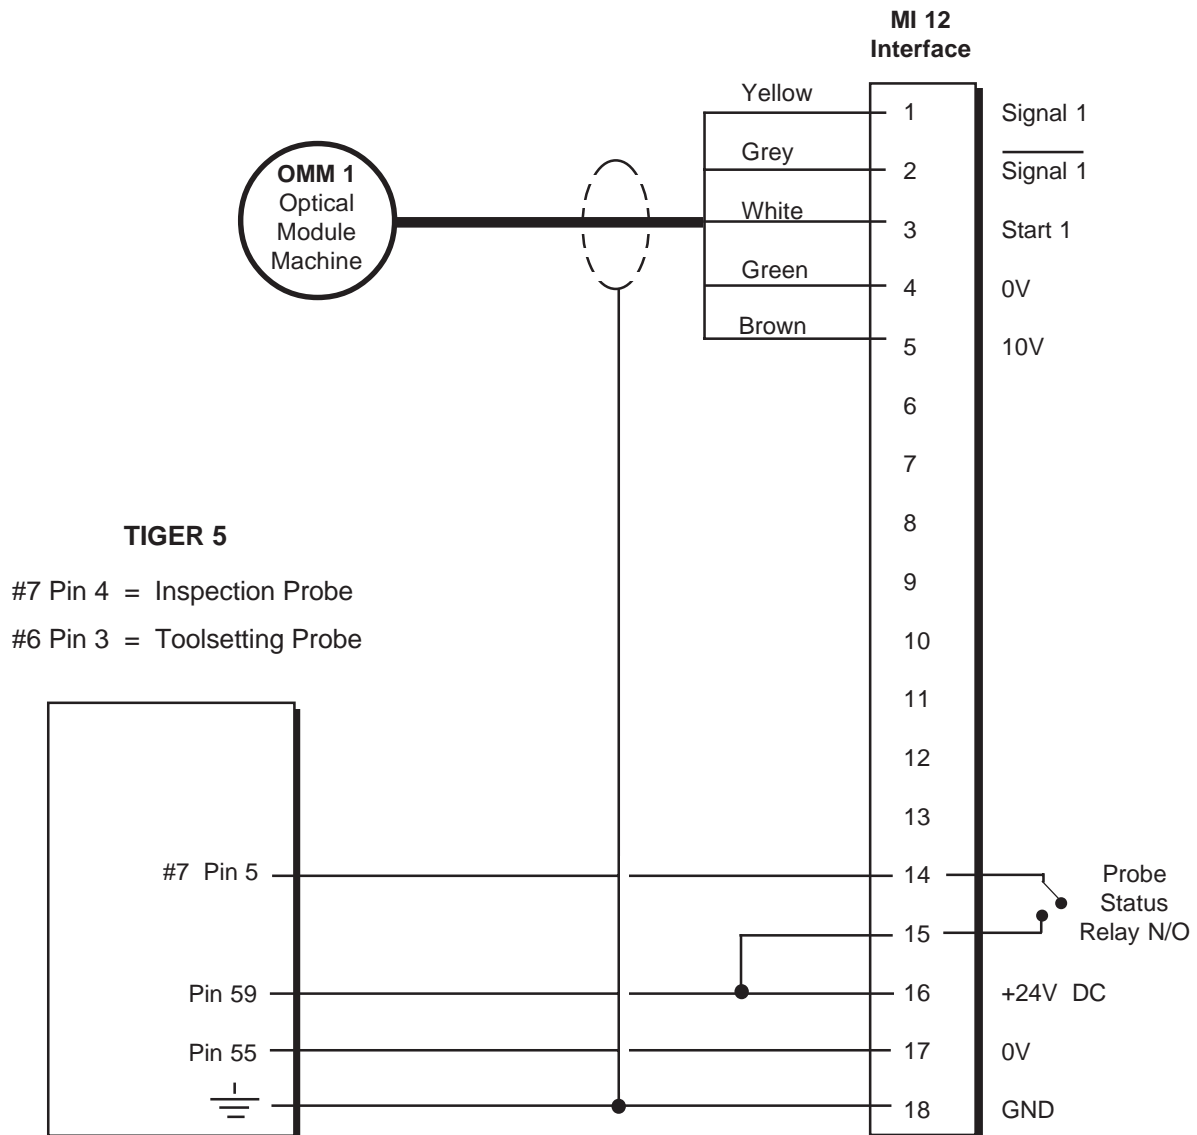 MI 12
Interface
Yellow
1
Signal 1
Grey
2
Signal 1
OMM 1
Optical
Module
Machine
White
3
Start 1
Green
4
0V
Brown
5
10V
6
7
8
TIGER 5
#7 Pin 4 = Inspection Probe
9
#6 Pin 3 = Toolsetting Probe
10
11
12
13
#7 Pin 5
14
Probe
Status
Relay N/O
15
Pin 59
16
+24V DC
Pin 55
17
0V
18
GND